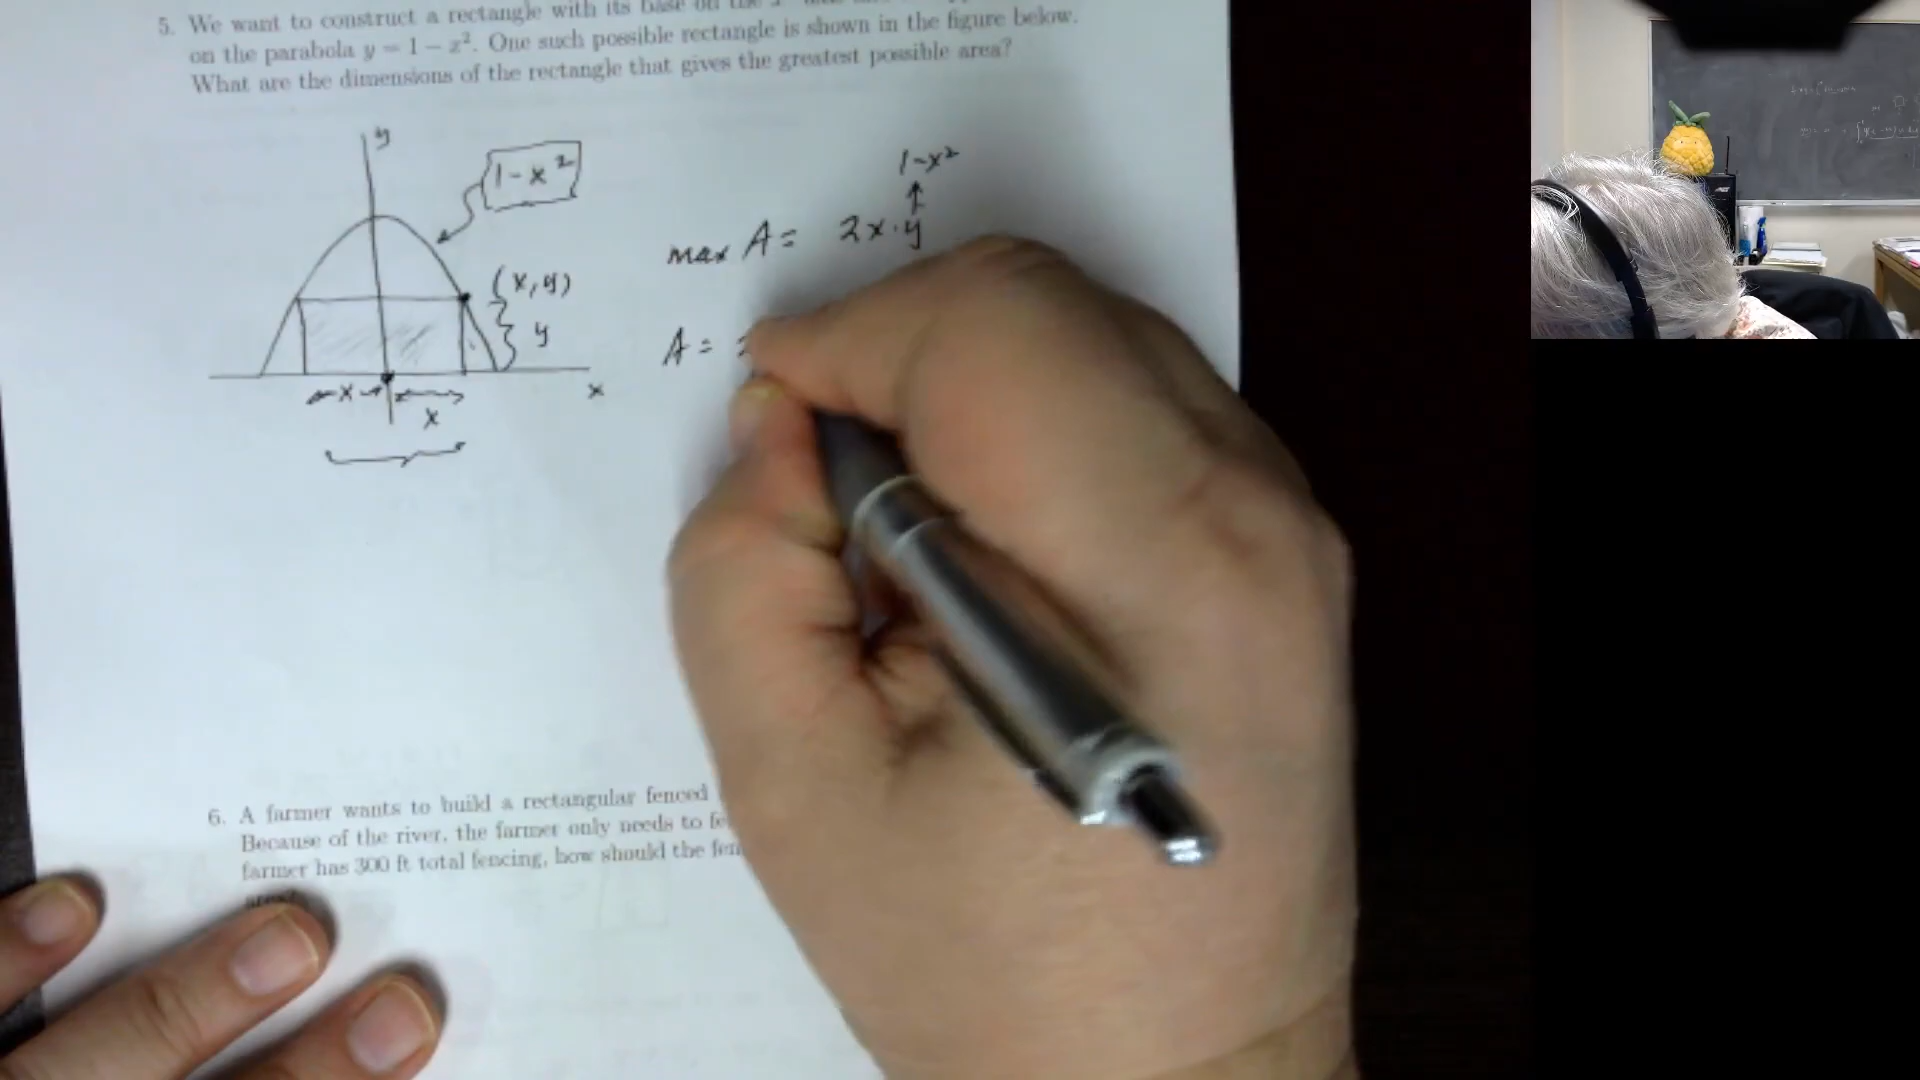 5. We want to construct a rectangle with its base on the
on the parabola y = 1 − x². One such possible rectangle is shown in the figure below.
What are the dimensions of the rectangle that gives the greatest possible area?
y
1-x²
(x,y)
y
x
x
x
1-x²
max A = 2x·y
A =
6. A farmer wants to build a rectangular fenced
Because of the river, the farmer only needs to
farmer has 300 ft total fencing, how should the
area?